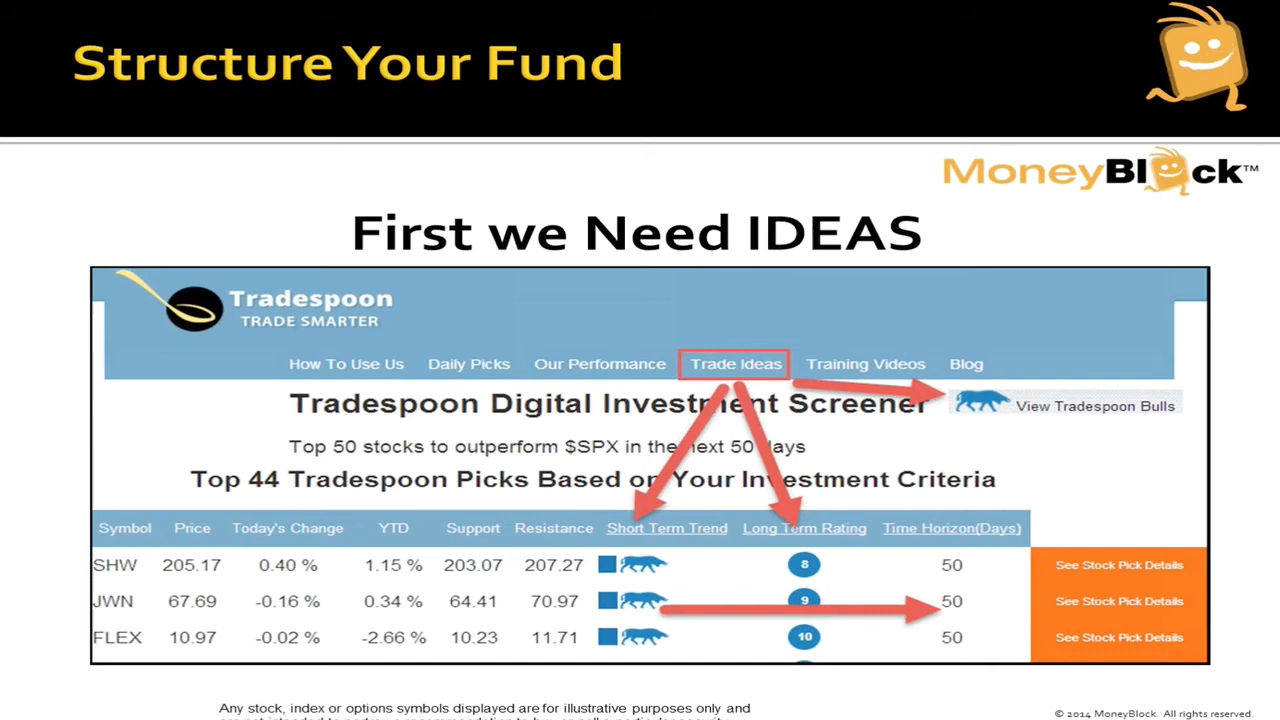 Structure Your Fund
MoneyBlock™
First we Need IDEAS
Tradespoon
TRADE SMARTER
How To Use Us Daily Picks Our Performance Trade Ideas Training Videos Blog
Tradespoon Digital Investment Screener
View Tradespoon Bulls
Top 50 stocks to outperform $SPX in the next 50 days
Top 44 Tradespoon Picks Based on Your Investment Criteria
Symbol Price Today's Change YTD Support Resistance Short Term Trend Long Term Rating Time Horizon(Days)
SHW 205.17 0.40 % 1.15 % 203.07 207.27 8 50 See Stock Pick Details
JWN 67.69 -0.16 % 0.34 % 64.41 70.97 9 50 See Stock Pick Details
FLEX 10.97 -0.02 % -2.66 % 10.23 11.71 10 50 See Stock Pick Details
Any stock, index or options symbols displayed are for illustrative purposes only and
© 2014 MoneyBlock. All rights reserved.